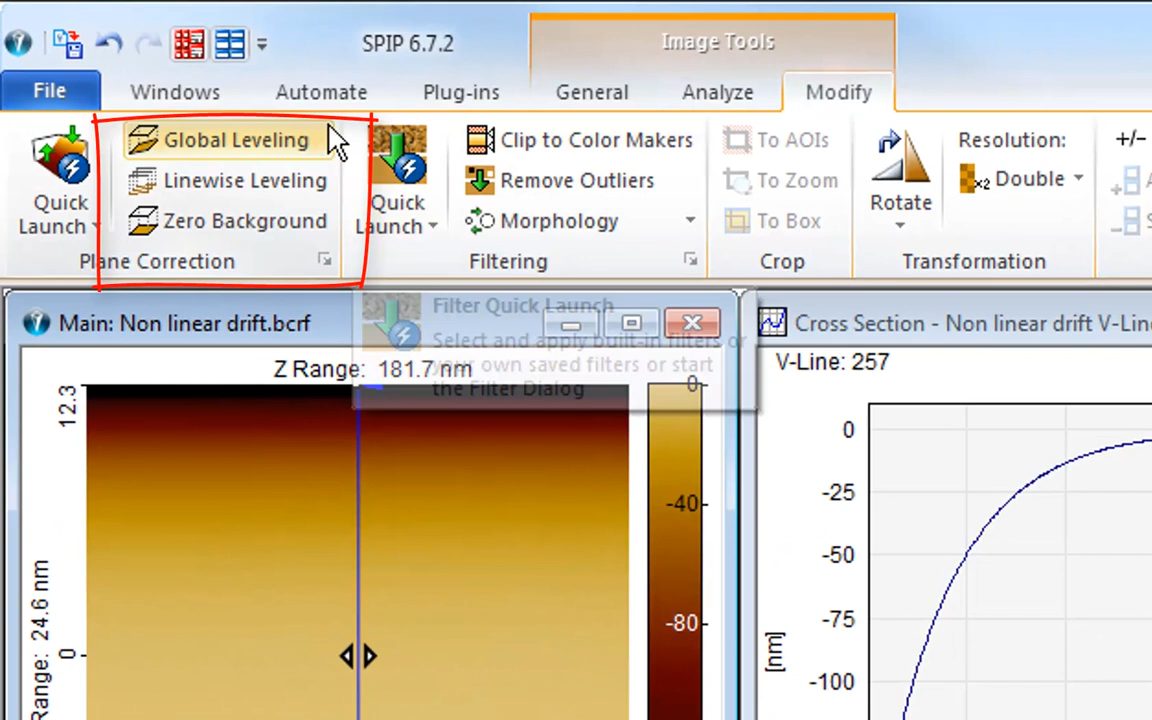 SPIP 6.7.2
Image Tools
File Windows Automate Plug-ins General Analyze Modify
Quick Launch
Global Leveling
Linewise Leveling
Zero Background
Plane Correction
Quick Launch
Clip to Color Makers
Remove Outliers
Morphology
Filtering
To AOIs
To Zoom
To Box
Crop
Rotate
Resolution:
x2 Double
Transformation
+/-
Filter Quick Launch
Select and apply built-in filters or
your own saved filters or start
the Filter Dialog
Main: Non linear drift.bcrf
Z Range: 181.7 nm
12.3
0
Range: 24.6 nm
0
-40
-80
Cross Section - Non linear drift V-Line
V-Line: 257
0
-25
-50
-75
-100
[nm]